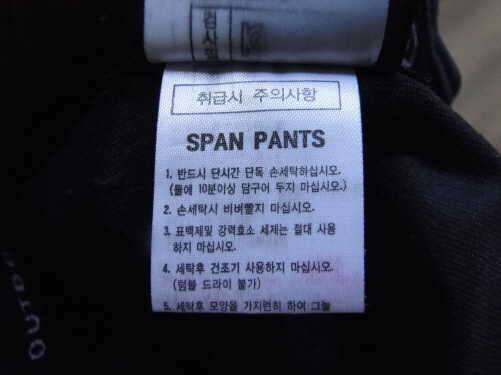 검사필
취급시 주의사항
SPAN PANTS
1. 반드시 단시간 단독 손세탁하십시오.
(물에 10분이상 담구어 두지 마십시오.)
2. 손세탁시 비벼빨지 마십시오.
3. 표백제및 강력효소 세제는 절대 사용
하지 마십시오.
4. 세탁후 건조기 사용하지 마십시오.
(텀블 드라이 불가)
5. 세탁후 모양을 가지런히 하여 그늘
OUTDO